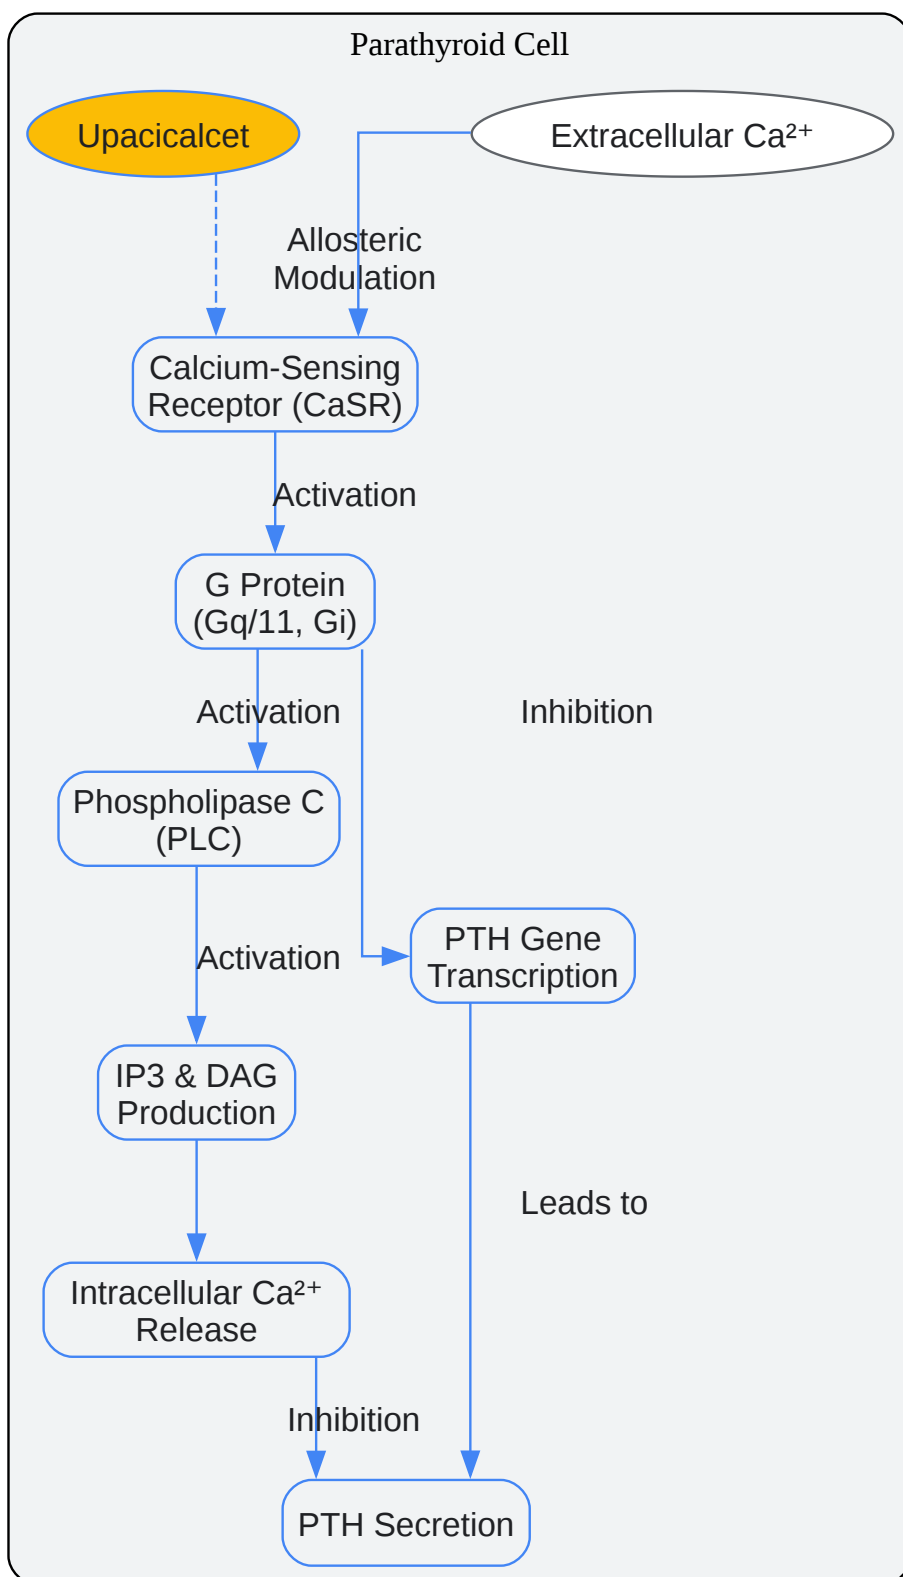 Parathyroid Cell
Upacicalcet
Extracellular Ca²⁺
Allosteric
Modulation
Calcium-Sensing
Receptor (CaSR)
Activation
G Protein
(Gq/11, Gi)
Activation
Inhibition
Phospholipase C
(PLC)
Activation
PTH Gene
Transcription
IP3 & DAG
Production
Leads to
Intracellular Ca²⁺
Release
Inhibition
PTH Secretion